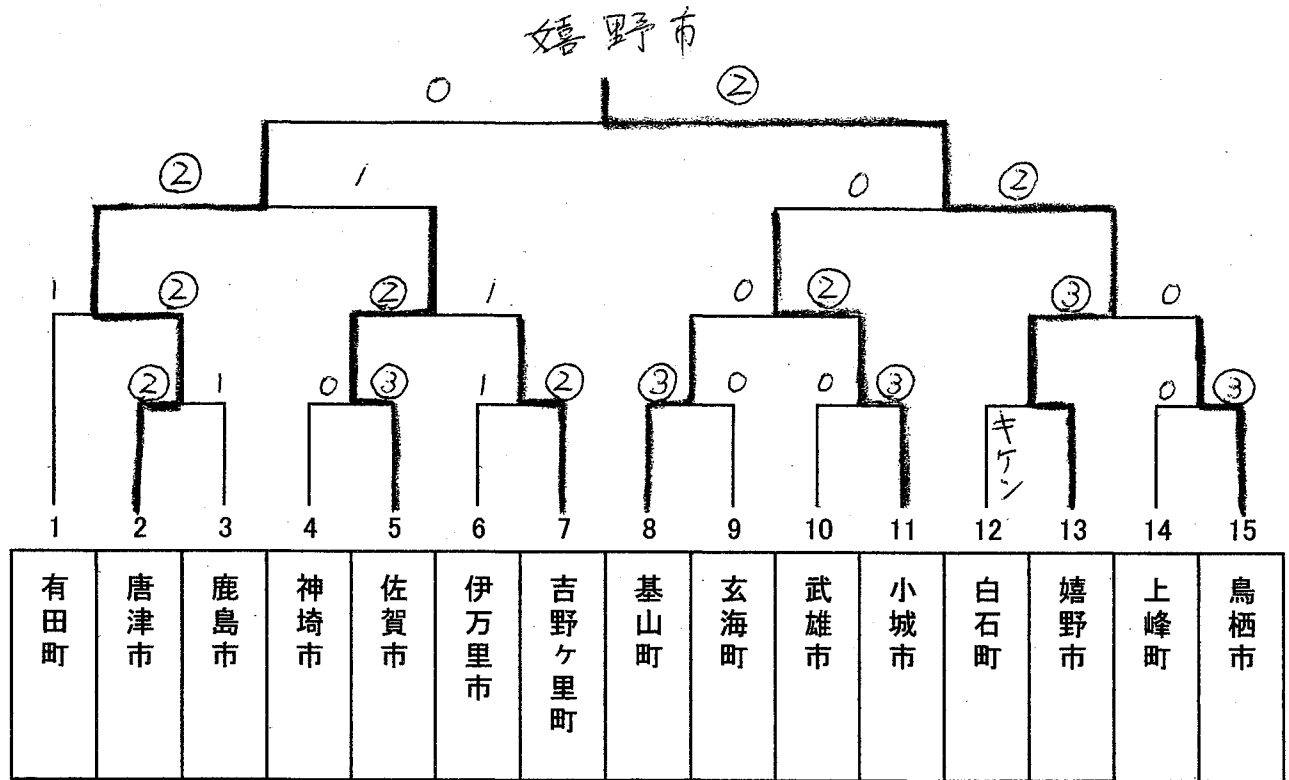 嬉野市
0 ②
② 1 0 ②
1 ② ② 1 0 ② ③ 0
② 1 0 ③ 1 ② ③ 0 0 ③ キケン 0 ③
1 2 3 4 5 6 7 8 9 10 11 12 13 14 15
有田町
唐津市
鹿島市
神埼市
佐賀市
伊万里市
吉野ヶ里町
基山町
玄海町
武雄市
小城市
白石町
嬉野市
上峰町
鳥栖市